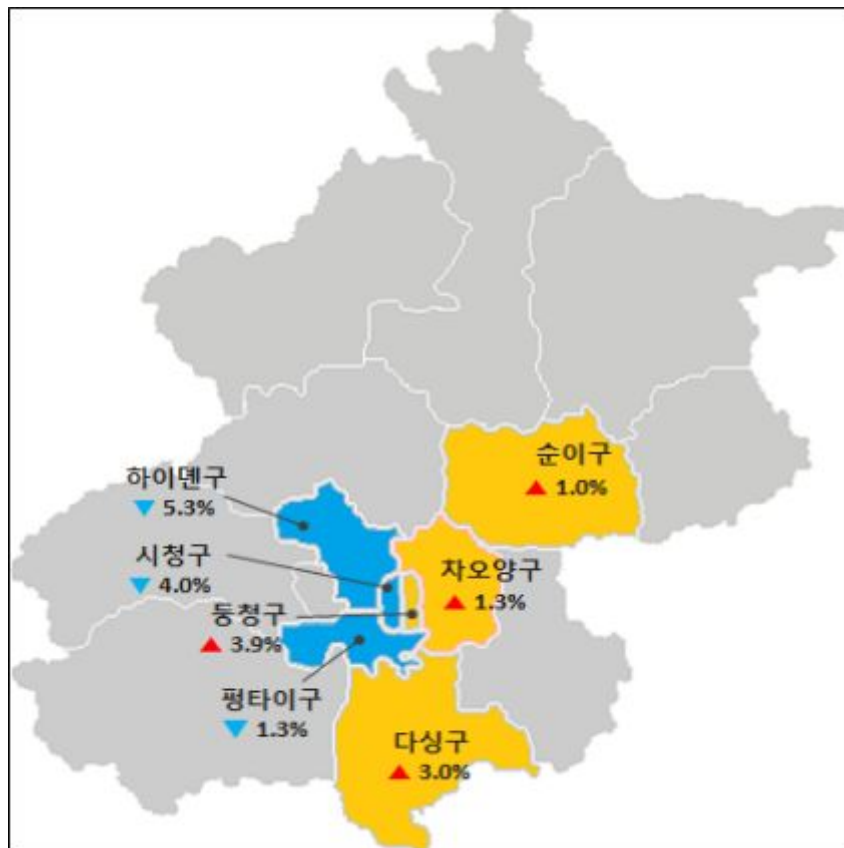 순이구
▲ 1.0%
하이덴구
▼ 5.3%
시청구
▼ 4.0%
차오양구
▲ 1.3%
둥청구
▲ 3.9%
펑타이구
▼ 1.3%
다싱구
▲ 3.0%